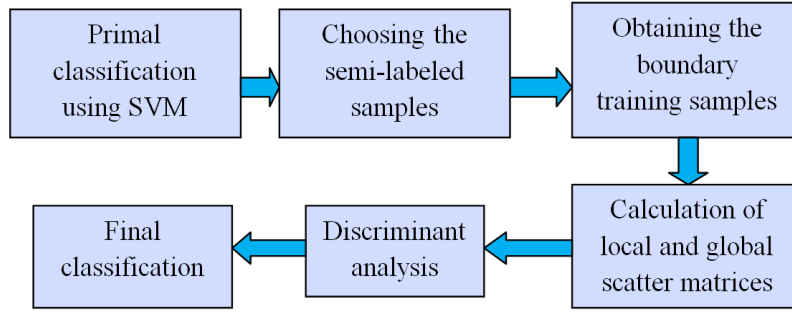 Primal
classification
using SVM
Choosing the
semi-labeled
samples
Obtaining the
boundary
training samples
Calculation of
local and global
scatter matrices
Discriminant
analysis
Final
classification